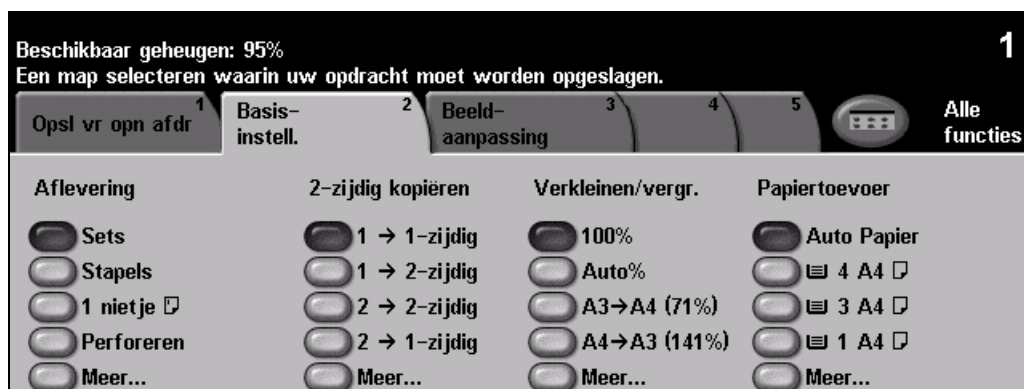 Beschikbaar geheugen: 95%
1
Een map selecteren waarin uw opdracht moet worden opgeslagen.
Opsl vr opn afdr 1
Basis-
instell. 2
Beeld-
aanpassing 3
4
5
Alle
functies
Aflevering
Sets
Stapels
1 nietje
Perforeren
Meer...
2-zijdig kopiëren
1 → 1-zijdig
1 → 2-zijdig
2 → 2-zijdig
2 → 1-zijdig
Meer...
Verkleinen/vergr.
100%
Auto%
A3→A4 (71%)
A4→A3 (141%)
Meer...
Papiertoevoer
Auto Papier
4 A4
3 A4
1 A4
Meer...